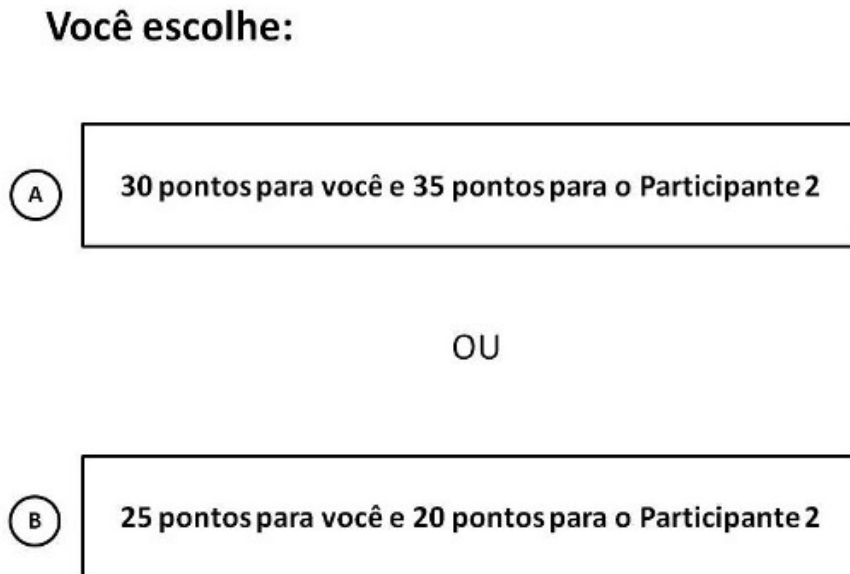 Você escolhe:
A
30 pontos para você e 35 pontos para o Participante 2
OU
B
25 pontos para você e 20 pontos para o Participante 2